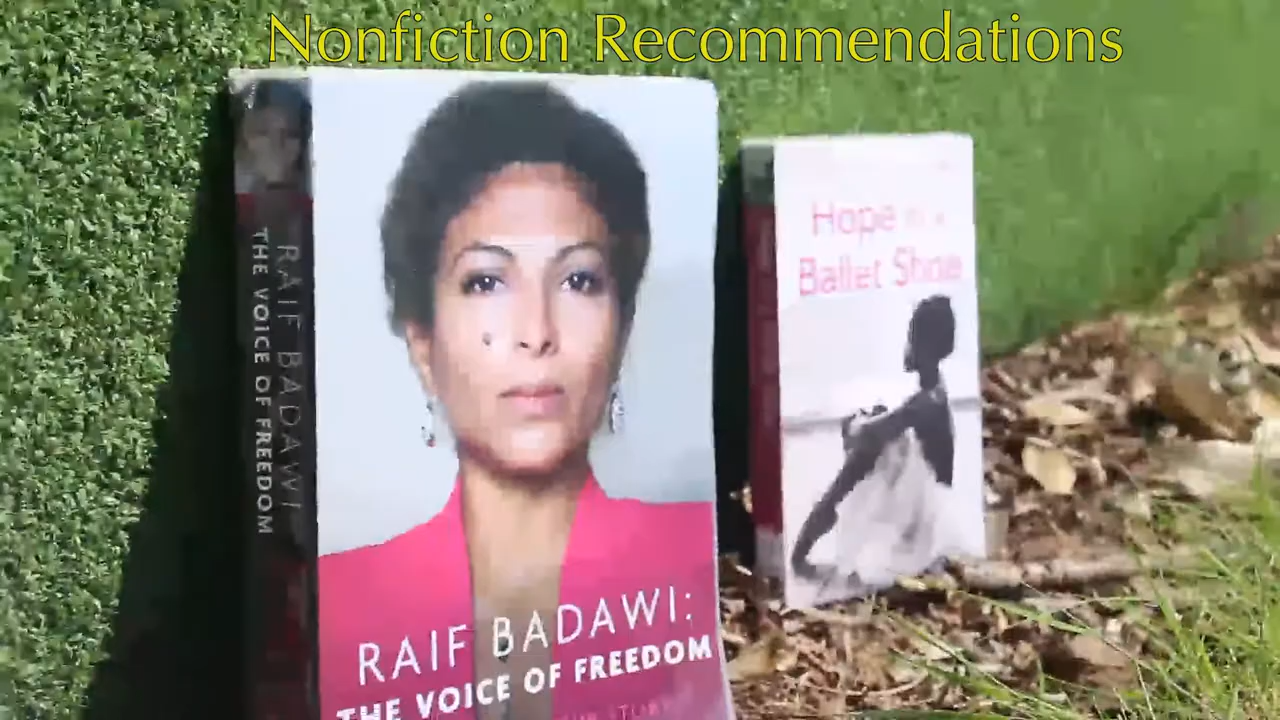 Nonfiction Recommendations
RAIF BADAWI
THE VOICE OF FREEDOM
RAIF BADAWI:
THE VOICE OF FREEDOM
Hope
Ballet Shoe